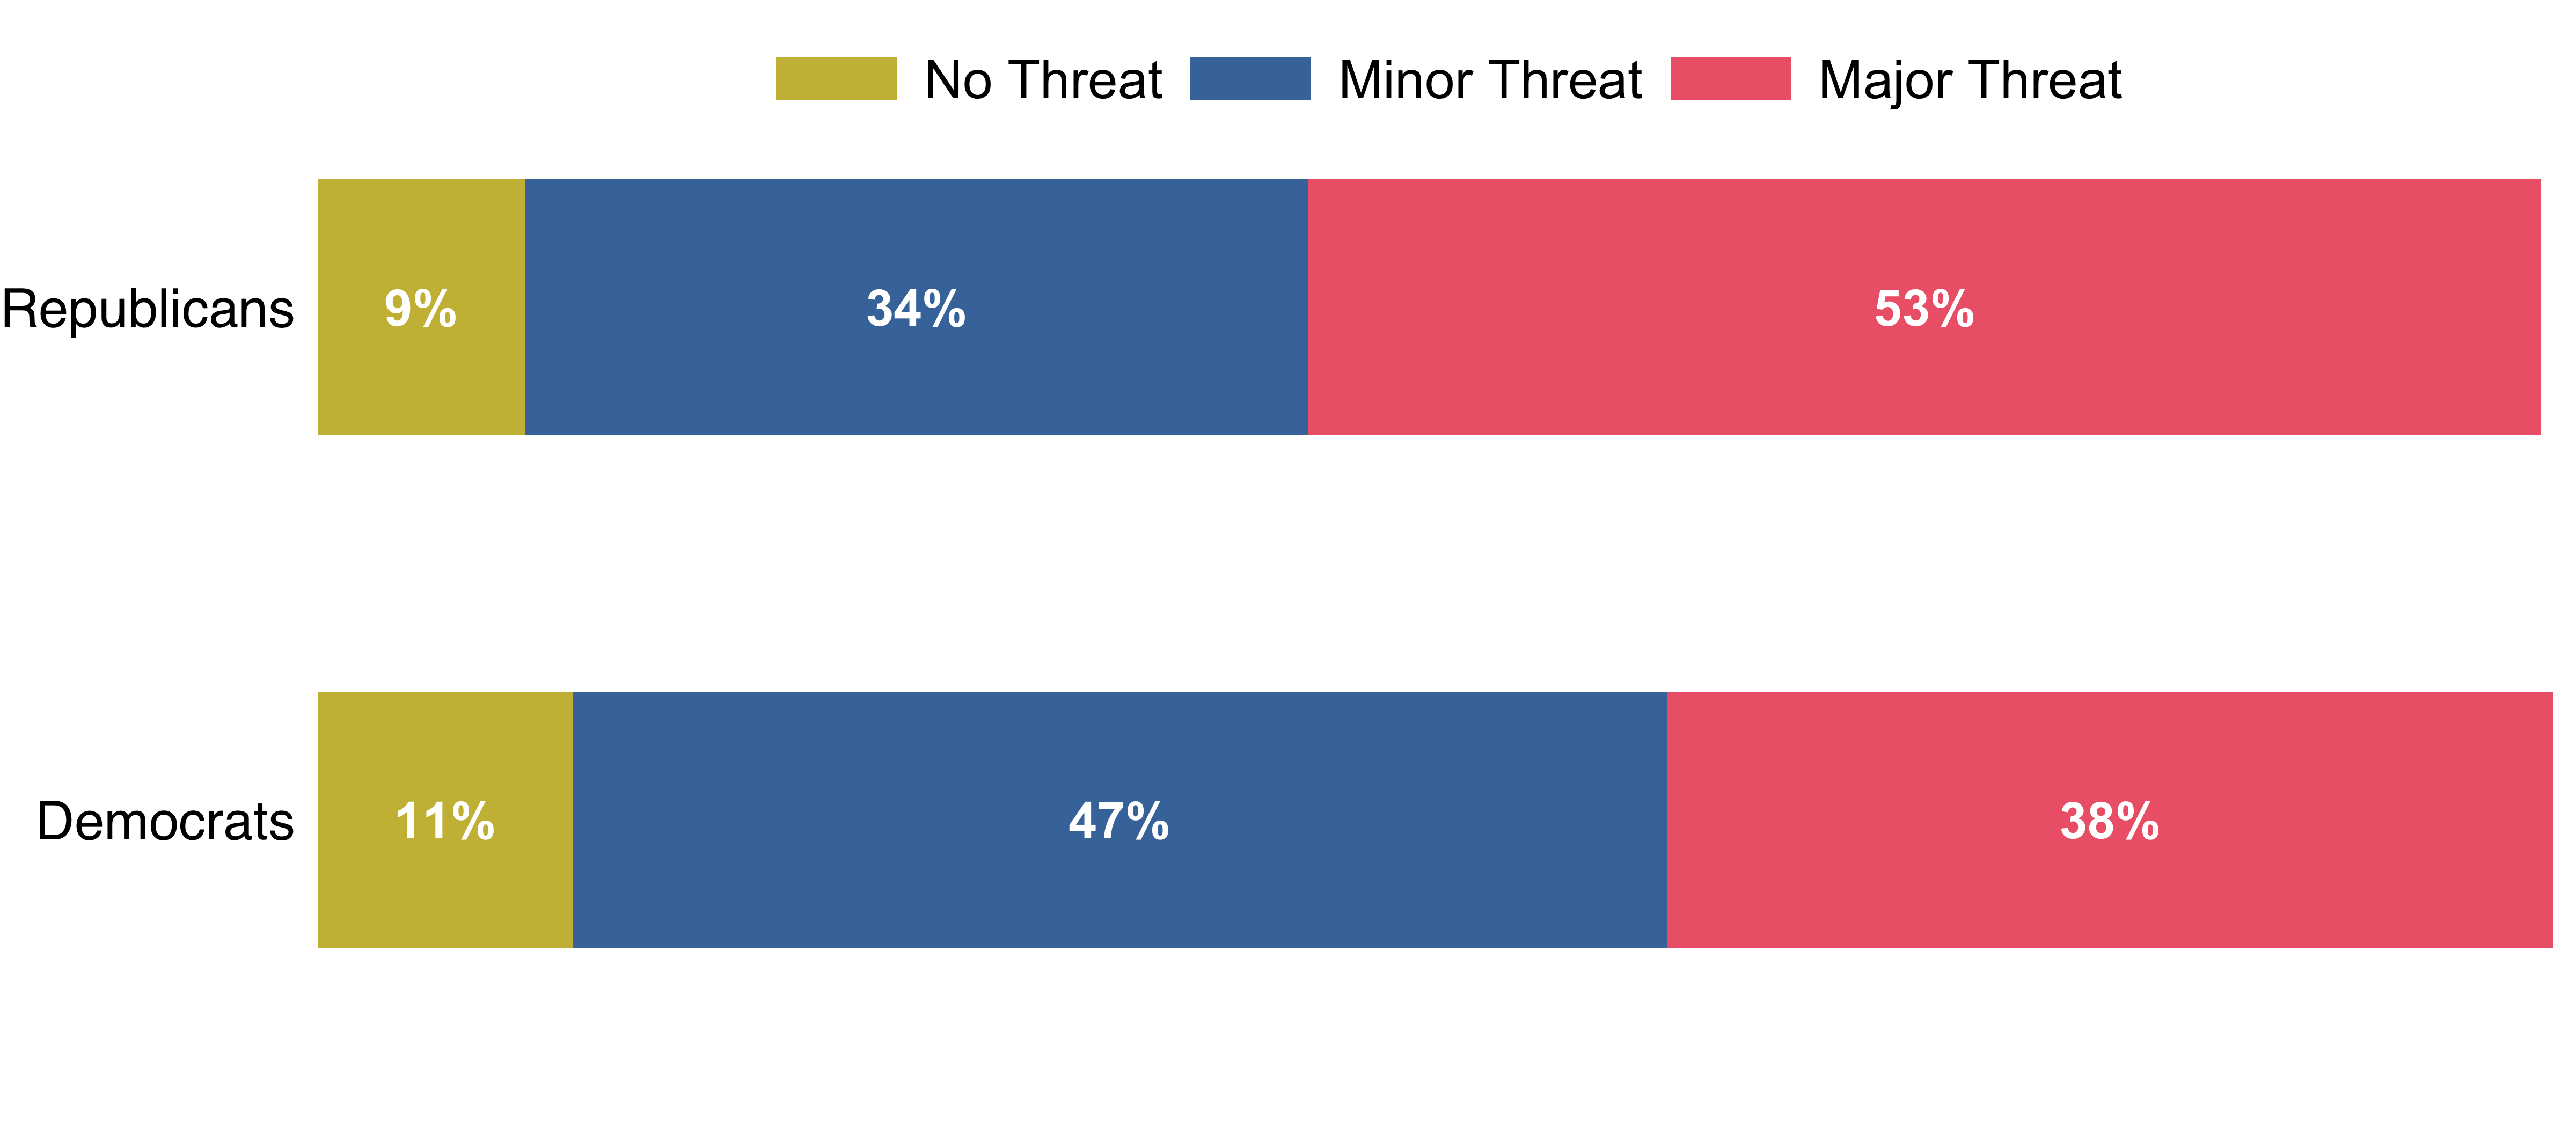 No Threat Minor Threat Major Threat
Republicans 9% 34% 53%
Democrats 11% 47% 38%